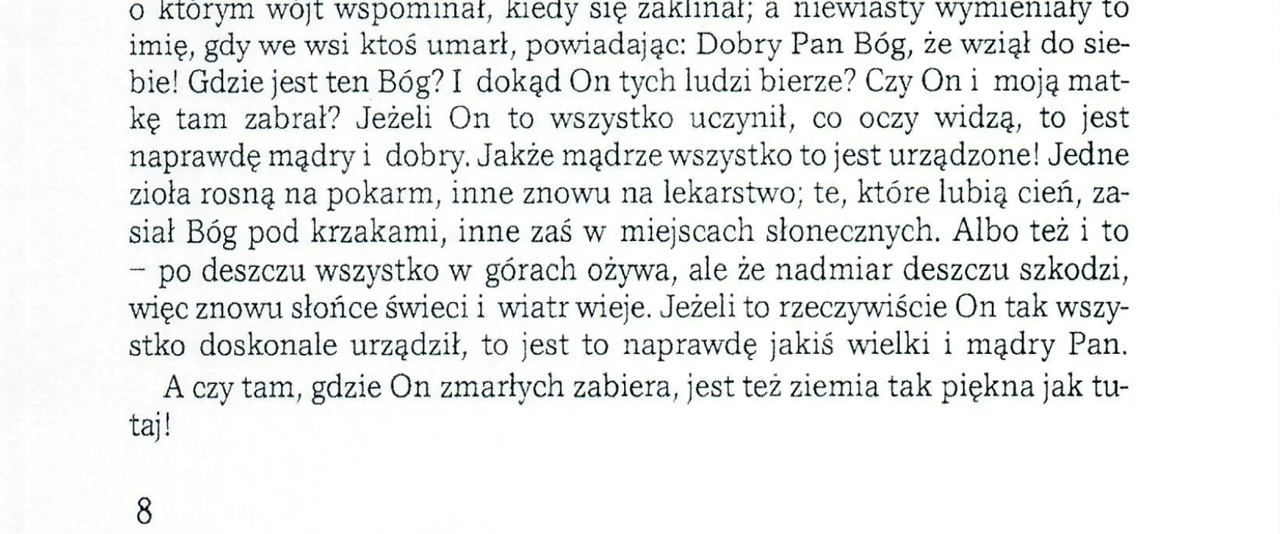 o którym wójt wspominał, kiedy się zaklinał; a niewiasty wymieniały to
imię, gdy we wsi ktoś umarł, powiadając: Dobry Pan Bóg, że wziął do sie-
bie! Gdzie jest ten Bóg? I dokąd On tych ludzi bierze? Czy On i moją mat-
kę tam zabrał? Jeżeli On to wszystko uczynił, co oczy widzą, to jest
naprawdę mądry i dobry. Jakże mądrze wszystko to jest urządzone! Jedne
zioła rosną na pokarm, inne znowu na lekarstwo; te, które lubią cień, za-
siał Bóg pod krzakami, inne zaś w miejscach słonecznych. Albo też i to
– po deszczu wszystko w górach ożywa, ale że nadmiar deszczu szkodzi,
więc znowu słońce świeci i wiatr wieje. Jeżeli to rzeczywiście On tak wszy-
stko doskonale urządził, to jest to naprawdę jakiś wielki i mądry Pan.
A czy tam, gdzie On zmarłych zabiera, jest też ziemia tak piękna jak tu-
taj!
8